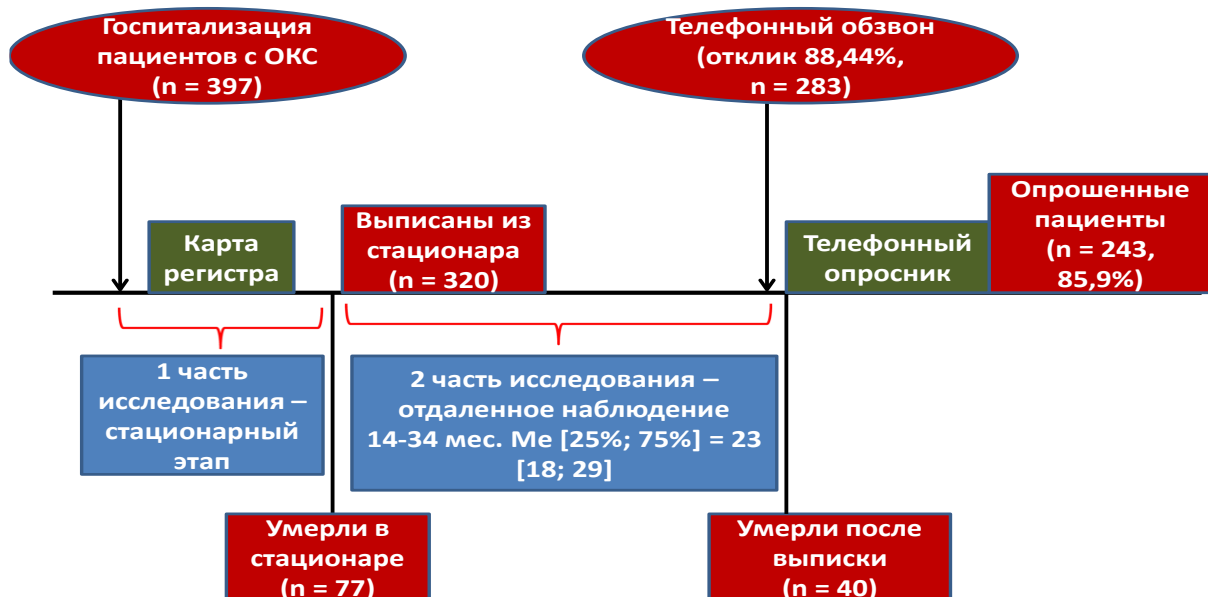 Госпитализация
пациентов с ОКС
(n = 397)
Телефонный обзвон
(отклик 88,44%,
n = 283)
Карта
регистра
Выписаны из
стационара
(n = 320)
Телефонный
опросник
Опрошенные
пациенты
(n = 243,
85,9%)
1 часть
исследования –
стационарный
этап
2 часть исследования –
отдаленное наблюдение
14-34 мес. Me [25%; 75%] = 23
[18; 29]
Умерли в
стационаре
(n = 77)
Умерли после
выписки
(n = 40)